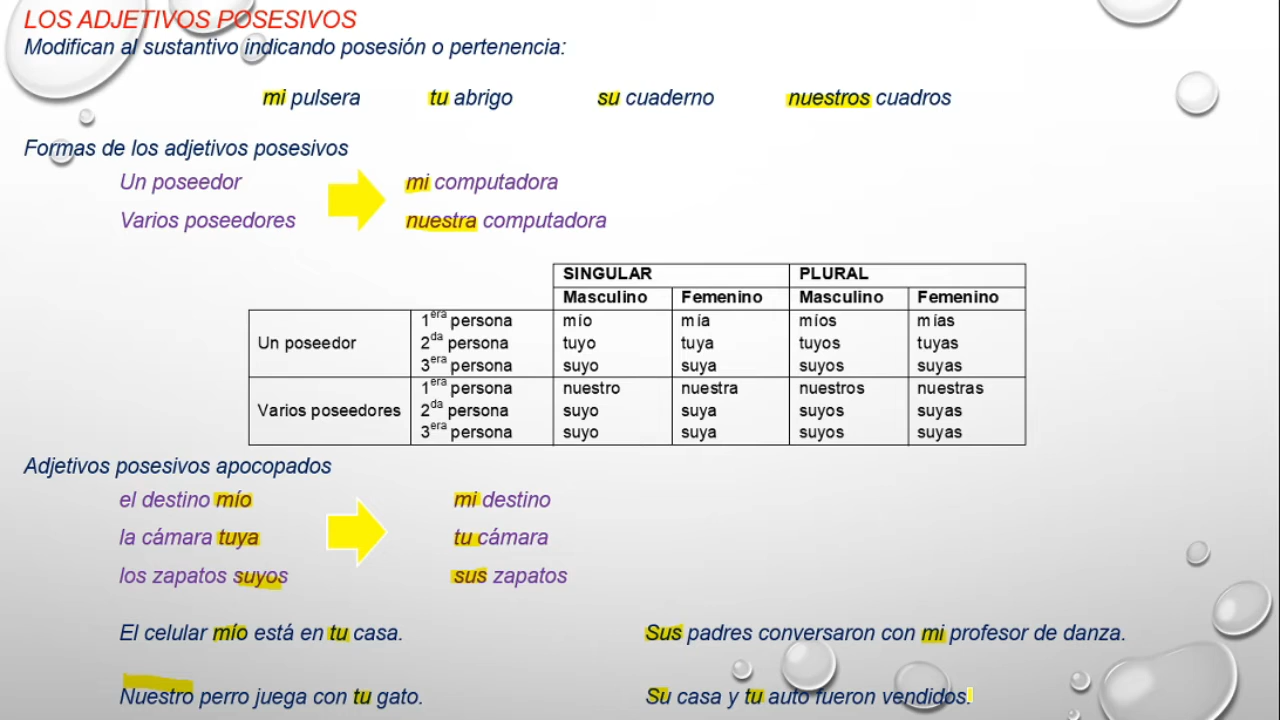 LOS ADJETIVOS POSESIVOS
Modifican al sustantivo indicando posesión o pertenencia:
mi pulsera tu abrigo su cuaderno nuestros cuadros
Formas de los adjetivos posesivos
Un poseedor mi computadora
Varios poseedores nuestra computadora
SINGULAR PLURAL
Masculino Femenino Masculino Femenino
Un poseedor 1era persona mío mía míos mías
2da persona tuyo tuya tuyos tuyas
3era persona suyo suya suyos suyas
Varios poseedores 1era persona nuestro nuestra nuestros nuestras
2da persona suyo suya suyos suyas
3era persona suyo suya suyos suyas
Adjetivos posesivos apocopados
el destino mío mi destino
la cámara tuya tu cámara
los zapatos suyos sus zapatos
El celular mío está en tu casa. Sus padres conversaron con mi profesor de danza.
Nuestro perro juega con tu gato. Su casa y tu auto fueron vendidos.